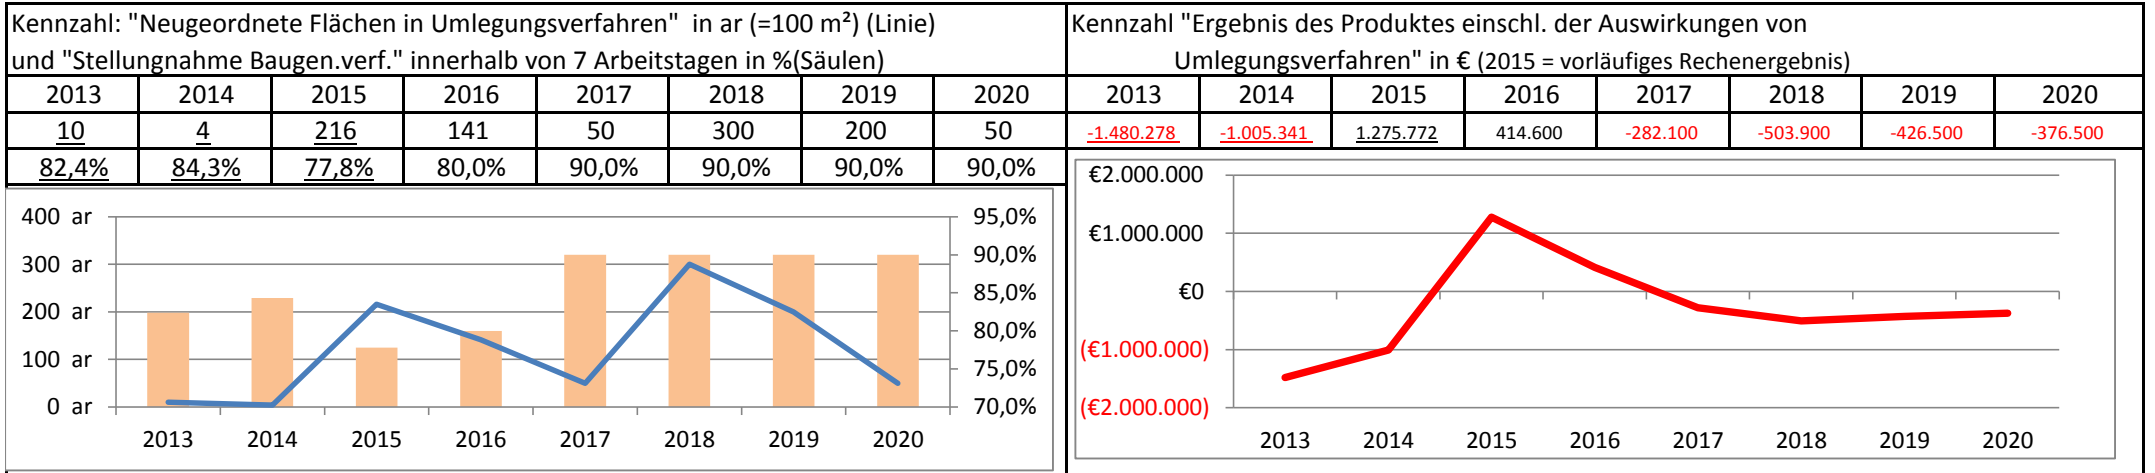 Kennzahl: "Neugeordnete Flächen in Umlegungsverfahren" in ar (=100 m²) (Linie)
und "Stellungnahme Baugen.verf." innerhalb von 7 Arbeitstagen in %(Säulen)
2013 2014 2015 2016 2017 2018 2019 2020
10 4 216 141 50 300 200 50
82,4% 84,3% 77,8% 80,0% 90,0% 90,0% 90,0% 90,0%
400 ar 95,0%
300 ar 90,0%
200 ar 85,0%
100 ar 80,0%
0 ar 75,0%
70,0%
2013 2014 2015 2016 2017 2018 2019 2020
Kennzahl "Ergebnis des Produktes einschl. der Auswirkungen von
Umlegungsverfahren" in € (2015 = vorläufiges Rechenergebnis)
2013 2014 2015 2016 2017 2018 2019 2020
-1.480.278 -1.005.341 1.275.772 414.600 -282.100 -503.900 -426.500 -376.500
€2.000.000
€1.000.000
€0
(€1.000.000)
(€2.000.000)
2013 2014 2015 2016 2017 2018 2019 2020